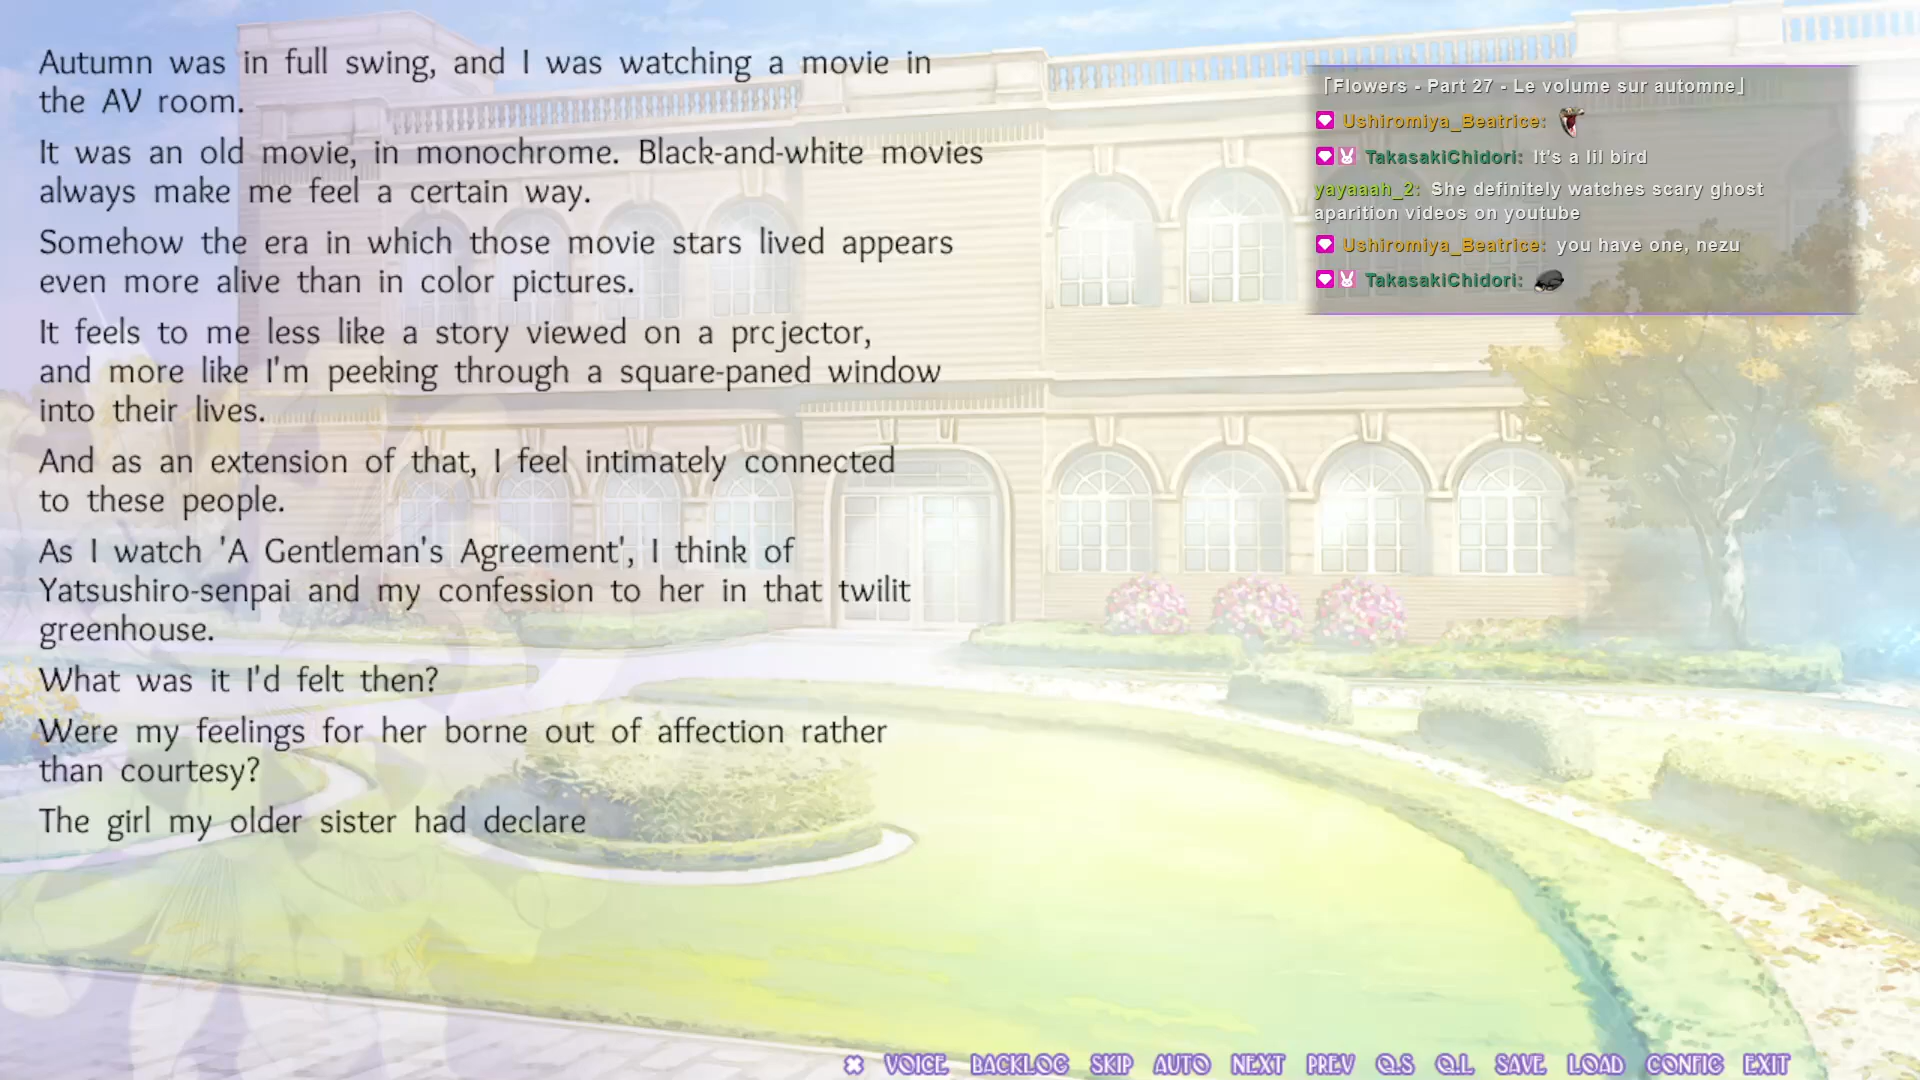 Autumn was in full swing, and I was watching a movie in
the AV room.
It was an old movie, in monochrome. Black-and-white movies
always make me feel a certain way.
Somehow the era in which those movie stars lived appears
even more alive than in color pictures.
It feels to me less like a story viewed on a prcjector,
and more like I'm peeking through a square-paned window
into their lives.
And as an extension of that, I feel intimately connected
to these people.
As I watch 'A Gentleman's Agreement', I think of
Yatsushiro-senpai and my confession to her in that twilit
greenhouse.
What was it I'd felt then?
Were my feelings for her borne out of affection rather
than courtesy?
The girl my older sister had declare
「Flowers - Part 27 - Le volume sur automne」
Ushiromiya_Beatrice:
TakasakiChidori: It's a lil bird
yayaaah_2: She definitely watches scary ghost
aparition videos on youtube
Ushiromiya_Beatrice: you have one, nezu
TakasakiChidori:
VOICE BACKLOG SKIP AUTO NEXT PREV Q.S Q.L SAVE LOAD CONFIG EXIT